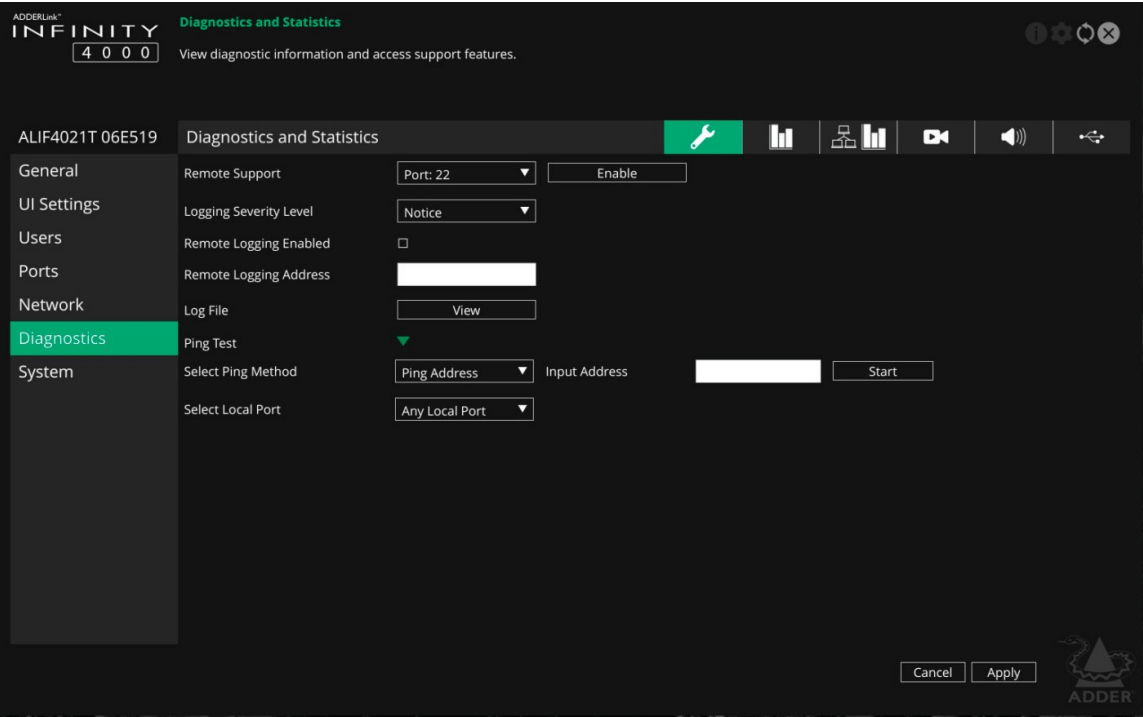 ADDERLink™
INFINITY
4000
Diagnostics and Statistics
View diagnostic information and access support features.
ALIF4021T 06E519
Diagnostics and Statistics
General
UI Settings
Users
Ports
Network
Diagnostics
System
Remote Support
Port: 22
Enable
Logging Severity Level
Notice
Remote Logging Enabled
Remote Logging Address
Log File
View
Ping Test
Select Ping Method
Ping Address
Input Address
Start
Select Local Port
Any Local Port
Cancel
Apply
ADDER